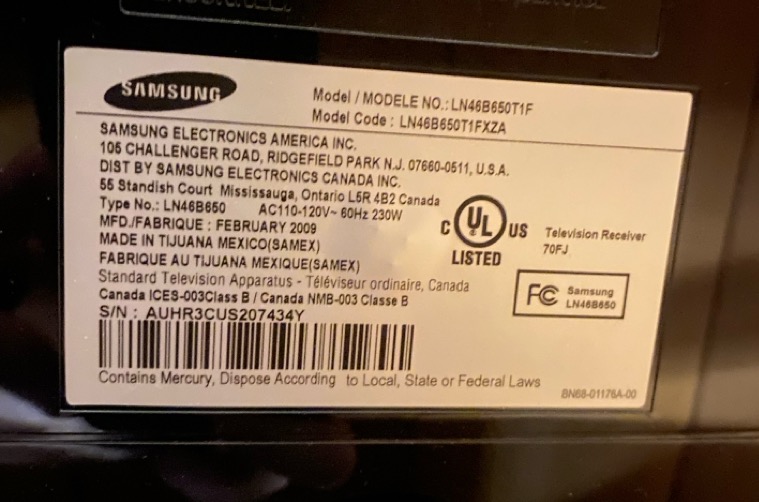 SAMSUNG
Model / MODELE NO.: LN46B650T1F
Model Code : LN46B650T1FXZA
SAMSUNG ELECTRONICS AMERICA INC.
105 CHALLENGER ROAD, RIDGEFIELD PARK N.J. 07660-0511, U.S.A.
DIST BY SAMSUNG ELECTRONICS CANADA INC.
55 Standish Court Mississauga, Ontario L5R 4B2 Canada
Type No.: LN46B650 AC110-120V~ 60Hz 230W
MFD./FABRIQUE : FEBRUARY 2009
MADE IN TIJUANA MEXICO(SAMEX)
FABRIQUE AU TIJUANA MEXIQUE(SAMEX)
Standard Television Apparatus - Téléviseur ordinaire, Canada
Canada ICES-003Class B / Canada NMB-003 Classe B
S/N : AUHR3CUS207434Y
C UL ® US
LISTED
Television Receiver
70FJ
FC Samsung
LN46B650
Contains Mercury, Dispose According to Local, State or Federal Laws
BN68-01176A-00